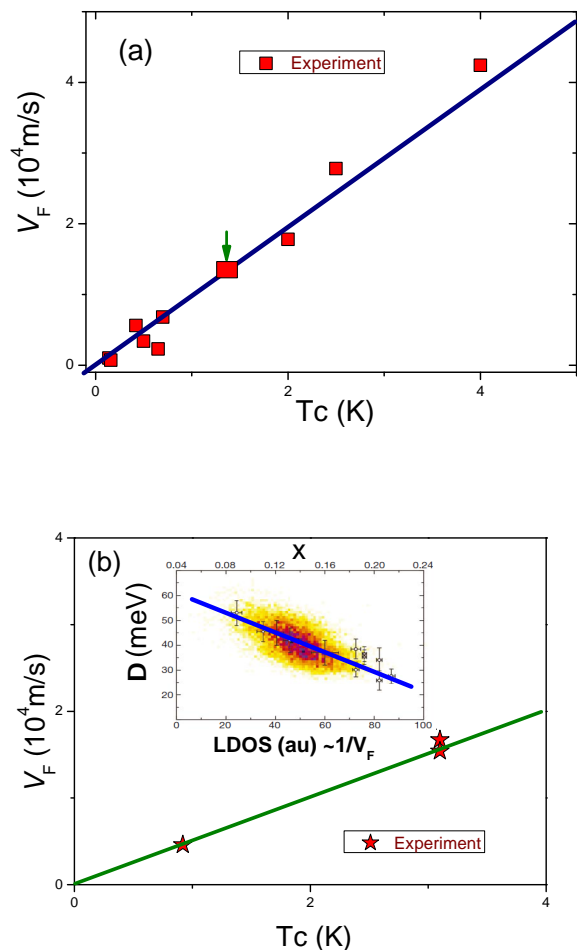 (a)
Experiment
V_F (10^4m/s)
4
2
0
0 2 4
Tc (K)
(b)
x
0.04 0.08 0.12 0.16 0.20 0.24
D (meV)
60
50
40
30
20
0 20 40 60 80 100
LDOS (au) ~1/V_F
V_F (10^4m/s)
4
2
0
Experiment
0 2 4
Tc (K)